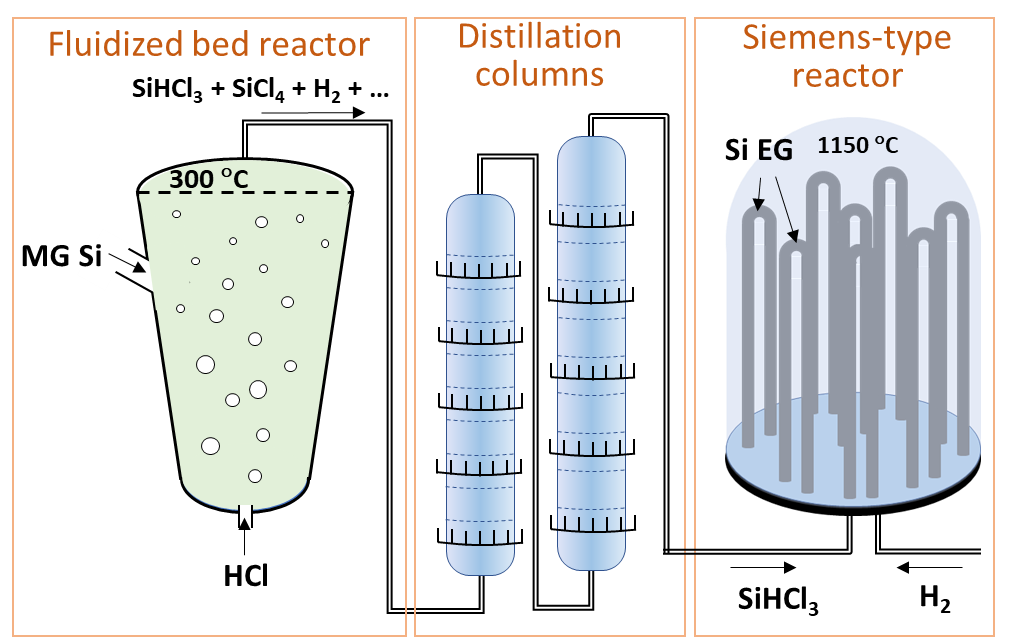 Fluidized bed reactor
SiHCl₃ + SiCl₄ + H₂ + ...
300 °C
MG Si
HCl
Distillation
columns
Siemens-type
reactor
Si EG
1150 °C
SiHCl₃
H₂